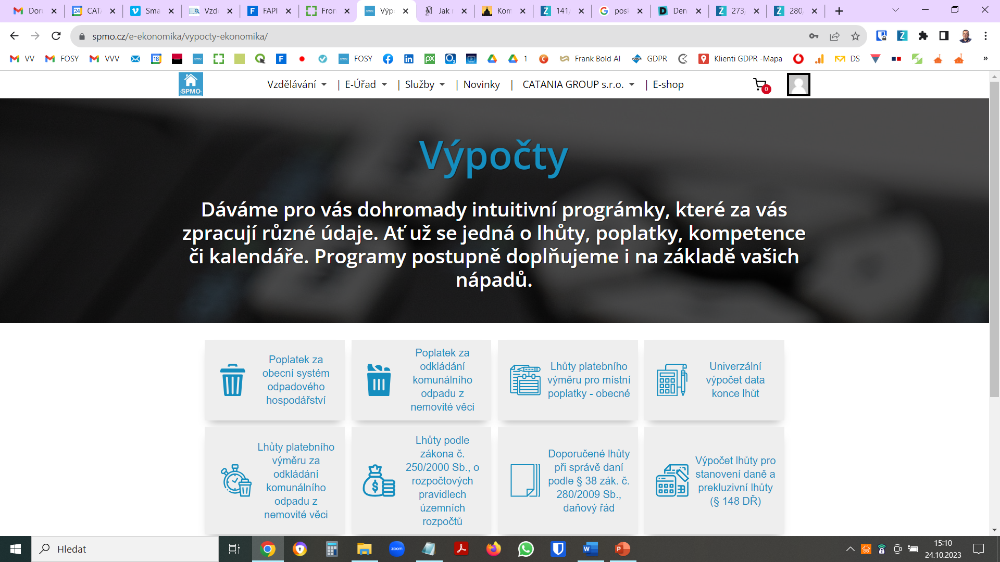 Doru
CATA
24
Sma
Vzd
FAPI
Fron
Výp
Jak
Kom
141/
posk
Den
273/
280/
spmo.cz/e-ekonomika/vypocty-ekonomika/
VV
FOSY
VVV
18
FOSY
1
Frank Bold AI
GDPR
Klienti GDPR -Mapa
DS
»
SPMO
Vzdělávání
| E-Úřad
| Služby
| Novinky
| CATANIA GROUP s.r.o.
| E-shop
0
Výpočty
Dáváme pro vás dohromady intuitivní prográmky, které za vás
zpracují různé údaje. Ať už se jedná o lhůty, poplatky, kompetence
či kalendáře. Programy postupně doplňujeme i na základě vašich
nápadů.
Poplatek za
obecní systém
odpadového
hospodářství
Poplatek za
odkládání
komunálního
odpadu z
nemovité věci
Lhůty platebního
výměru pro místní
poplatky - obecné
Univerzální
výpočet data
konce lhůt
Lhůty platebního
výměru za
odkládání
komunálního
odpadu z
nemovité věci
Lhůty podle
zákona č.
250/2000 Sb., o
rozpočtových
pravidlech
územních
rozpočtů
Doporučené lhůty
při správě daní
podle § 38 zák. č.
280/2009 Sb.,
daňový řád
Výpočet lhůty pro
stanovení daně a
prekluzivní lhůty
(§ 148 DŘ)
Hledat
zoom
15:10
24.10.2023